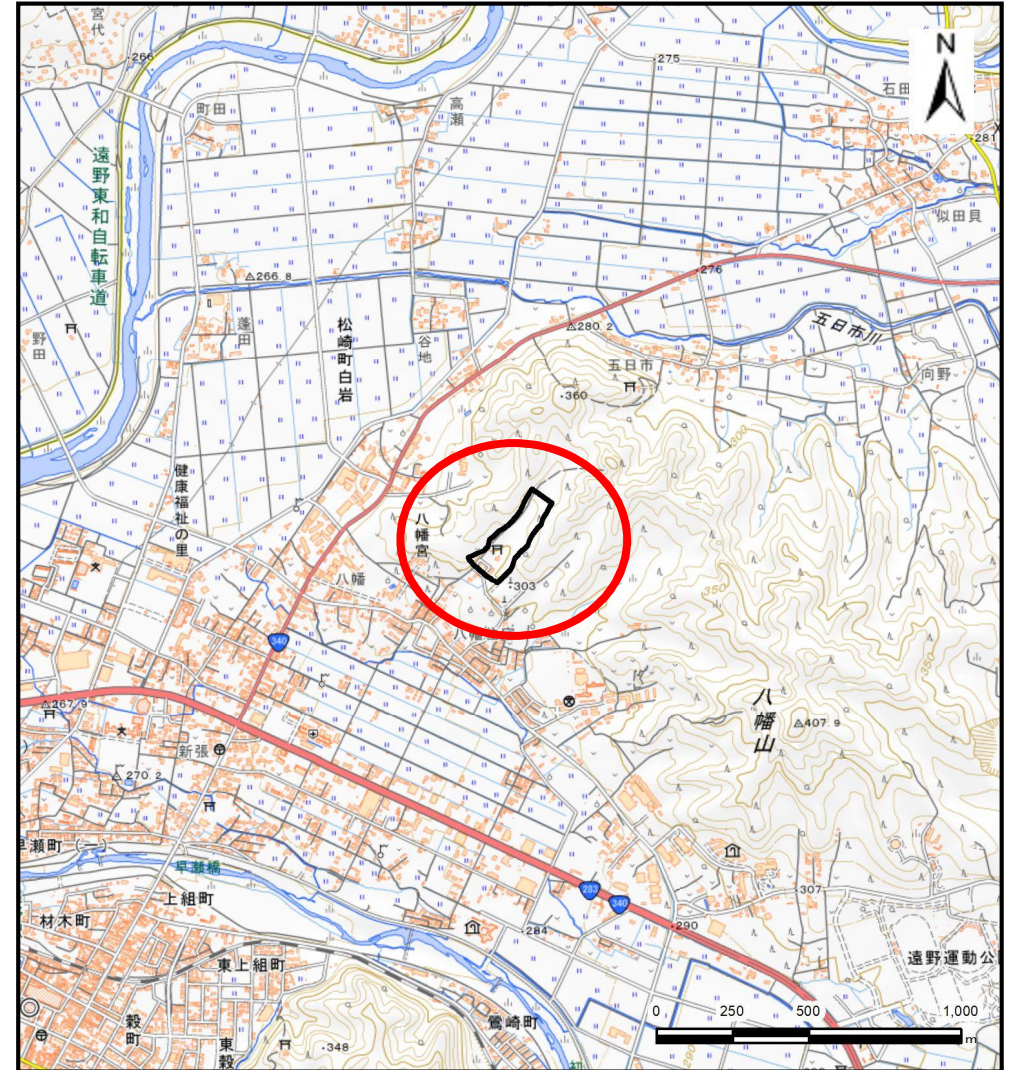 宮代
・266
町田
高瀬
・275
石田
N
・281
遠野東和自転車道
似田貝
・276
△266.8
野田
蓬田
松崎町白岩
谷地
△280.2
五日市川
五日市
向野
・360
300
健康福祉の里
八幡宮
八幡
・303
350
340
350
八幡山
△407.9
△267.9
新張
△270.2
早瀬町(一)
早瀬橋
上組町
材木町
283
340
・307
・284
・290
遠野運動公
東上組町
鶯崎町
穀町
東穀
・348
290
0 250 500 1,000
m